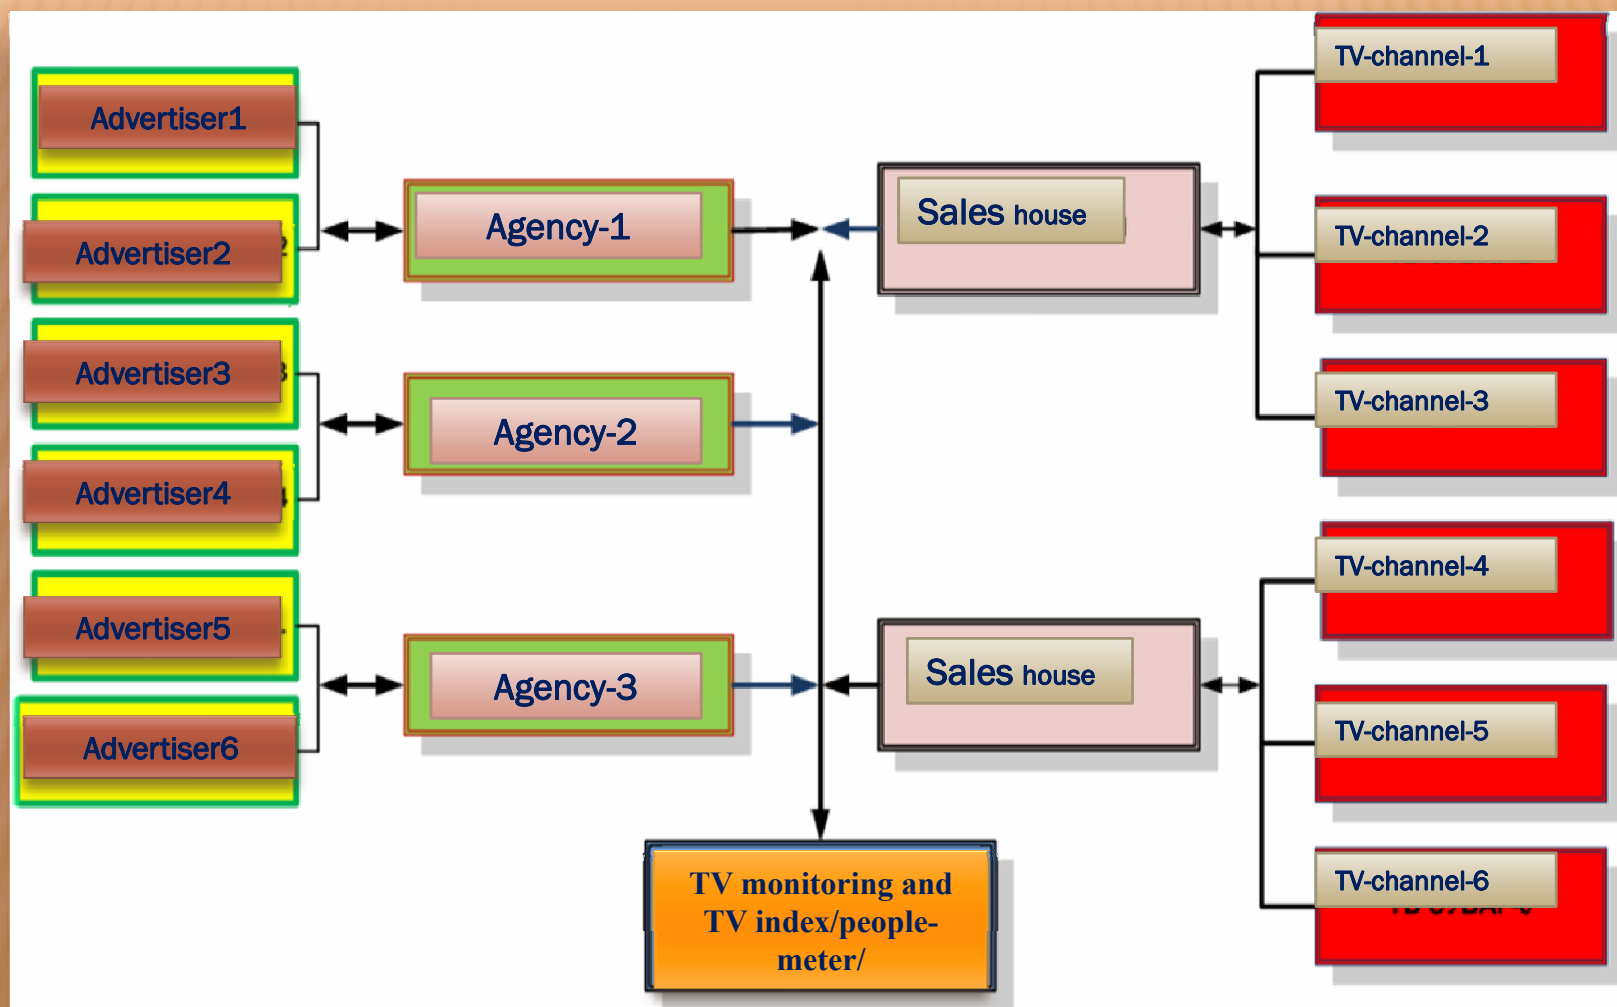 Advertiser1
Advertiser2
Advertiser3
Advertiser4
Advertiser5
Advertiser6
Agency-1
Agency-2
Agency-3
Sales house
Sales house
TV-channel-1
TV-channel-2
TV-channel-3
TV-channel-4
TV-channel-5
TV-channel-6
TV monitoring and
TV index/people-
meter/